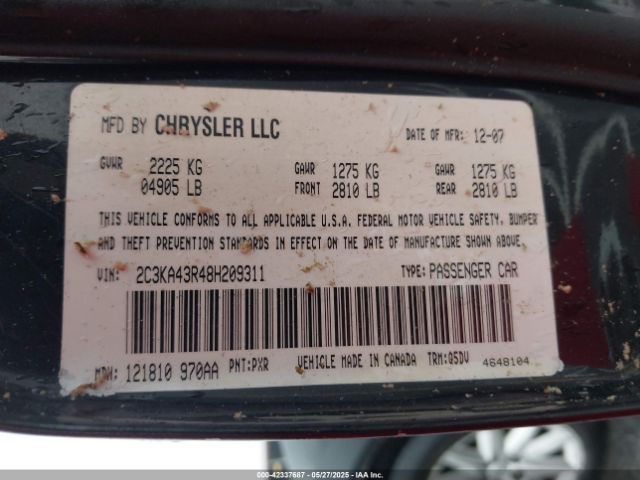 MFD BY CHRYSLER LLC DATE OF MFR: 12-07
GVWR 2225 KG GAWR 1275 KG GAWR 1275 KG
04905 LB FRONT 2810 LB REAR 2810 LB
THIS VEHICLE CONFORMS TO ALL APPLICABLE U.S.A. FEDERAL MOTOR VEHICLE SAFETY, BUMPER
AND THEFT PREVENTION STANDARDS IN EFFECT ON THE DATE OF MANUFACTURE SHOWN ABOVE.
VIN: 2C3KA43R48H209311 TYPE: PASSENGER CAR
MDH: 121810 970AA PNT:PXR VEHICLE MADE IN CANADA TRM:Q5DV 4648104
000-42337687 - 05/27/2025 - IAAI.COM